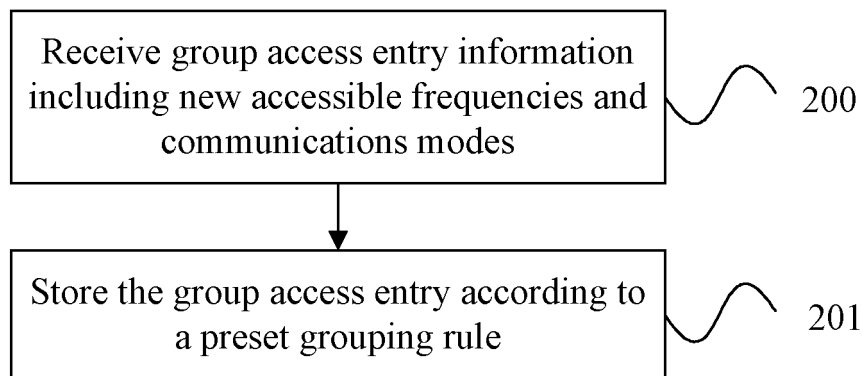 Receive group access entry information
including new accessible frequencies and
communications modes
200
Store the group access entry according to
a preset grouping rule
201